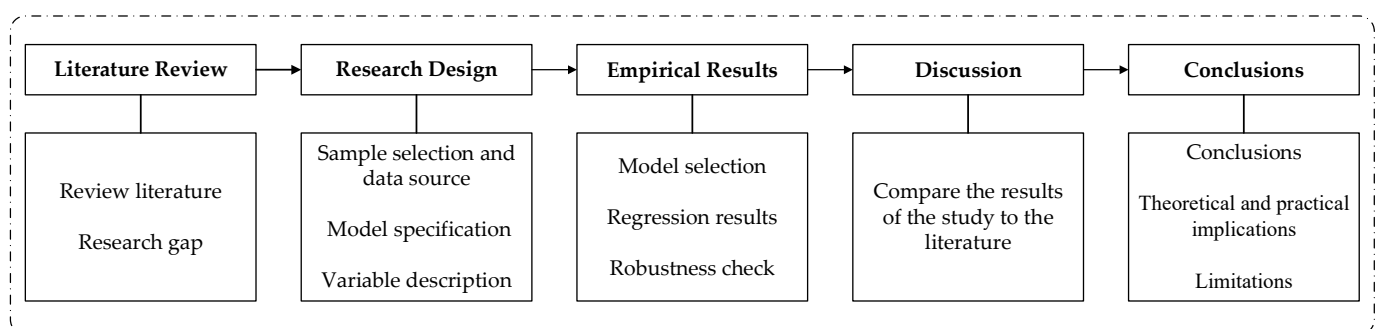 Literature Review
Research Design
Empirical Results
Discussion
Conclusions
Review literature
Research gap
Sample selection and
data source
Model specification
Variable description
Model selection
Regression results
Robustness check
Compare the results
of the study to the
literature
Conclusions
Theoretical and practical
implications
Limitations